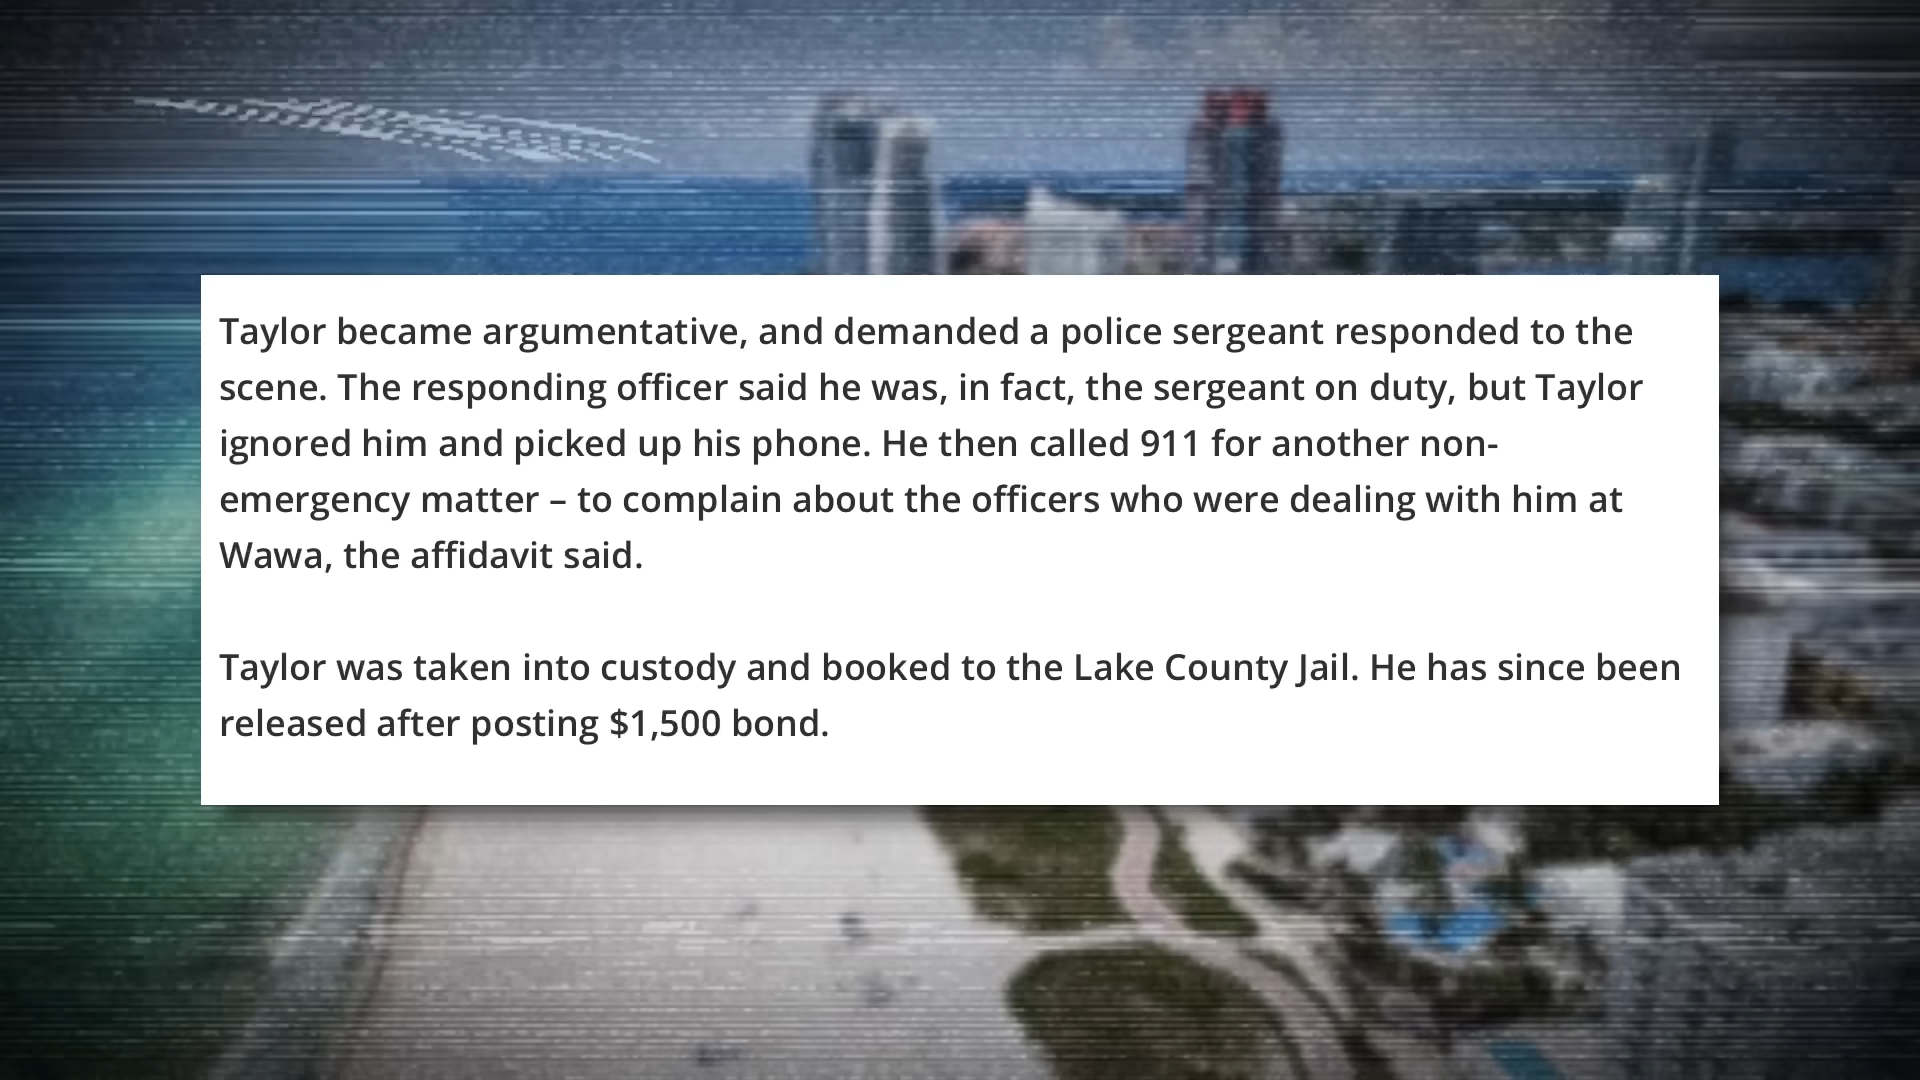 Taylor became argumentative, and demanded a police sergeant responded to the
scene. The responding officer said he was, in fact, the sergeant on duty, but Taylor
ignored him and picked up his phone. He then called 911 for another non-
emergency matter – to complain about the officers who were dealing with him at
Wawa, the affidavit said.
Taylor was taken into custody and booked to the Lake County Jail. He has since been
released after posting $1,500 bond.